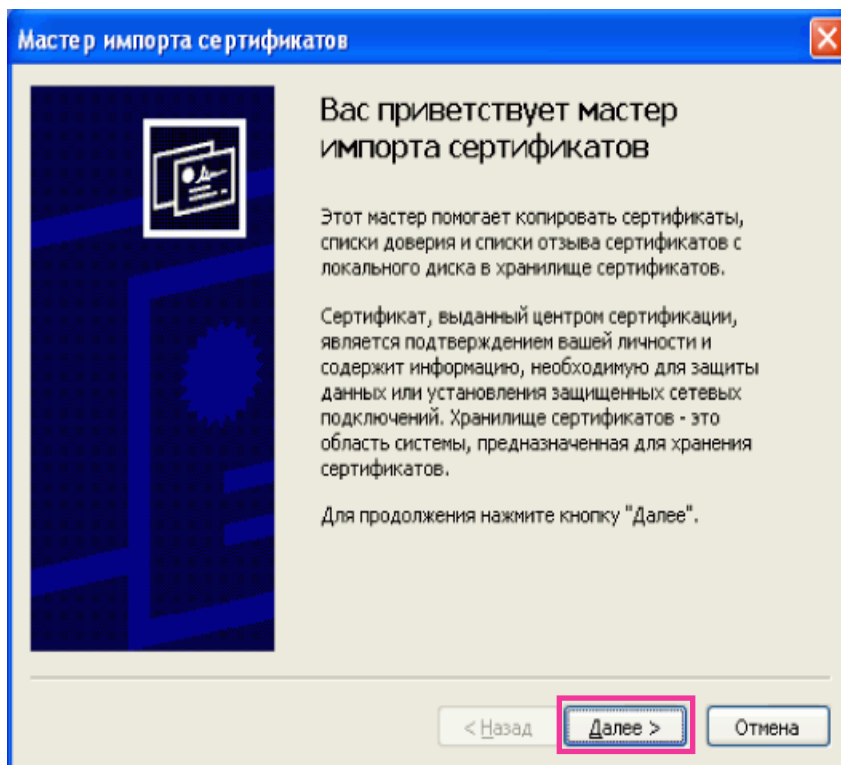 Мастер импорта сертификатов
Вас приветствует мастер
импорта сертификатов
Этот мастер помогает копировать сертификаты,
списки доверия и списки отзыва сертификатов с
локального диска в хранилище сертификатов.
Сертификат, выданный центром сертификации,
является подтверждением вашей личности и
содержит информацию, необходимую для защиты
данных или установления защищенных сетевых
подключений. Хранилище сертификатов - это
область системы, предназначенная для хранения
сертификатов.
Для продолжения нажмите кнопку "Далее".
< Назад Далее > Отмена